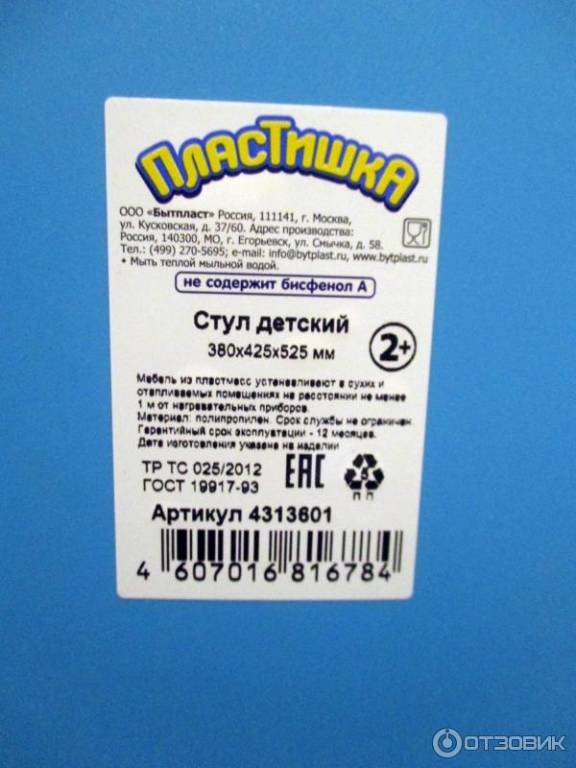 ПЛАСТИШКА
ООО «Бытпласт» Россия, 111141, г. Москва,
ул. Кусковская, д. 37/60. Адрес производства:
Россия, 140300, МО, г. Егорьевск, ул. Смычка, д. 58.
Тел.: (499) 270-5695; e-mail: info@bytplast.ru, www.bytplast.ru
• Мыть теплой мыльной водой.
не содержит бисфенол А
Стул детский
380х425х525 мм
2+
Мебель из пластмасс устанавливают в сухих и
отапливаемых помещениях на расстоянии не менее
1 м от нагревательных приборов.
Материал: полипропилен. Срок службы не ограничен
Гарантийный срок эксплуатации - 12 месяцев.
Дата изготовления указана на изделии
ТР ТС 025/2012
ГОСТ 19917-93
EAC
5
ПП
Артикул 4313601
4 607016 816784
ОТЗОВИК